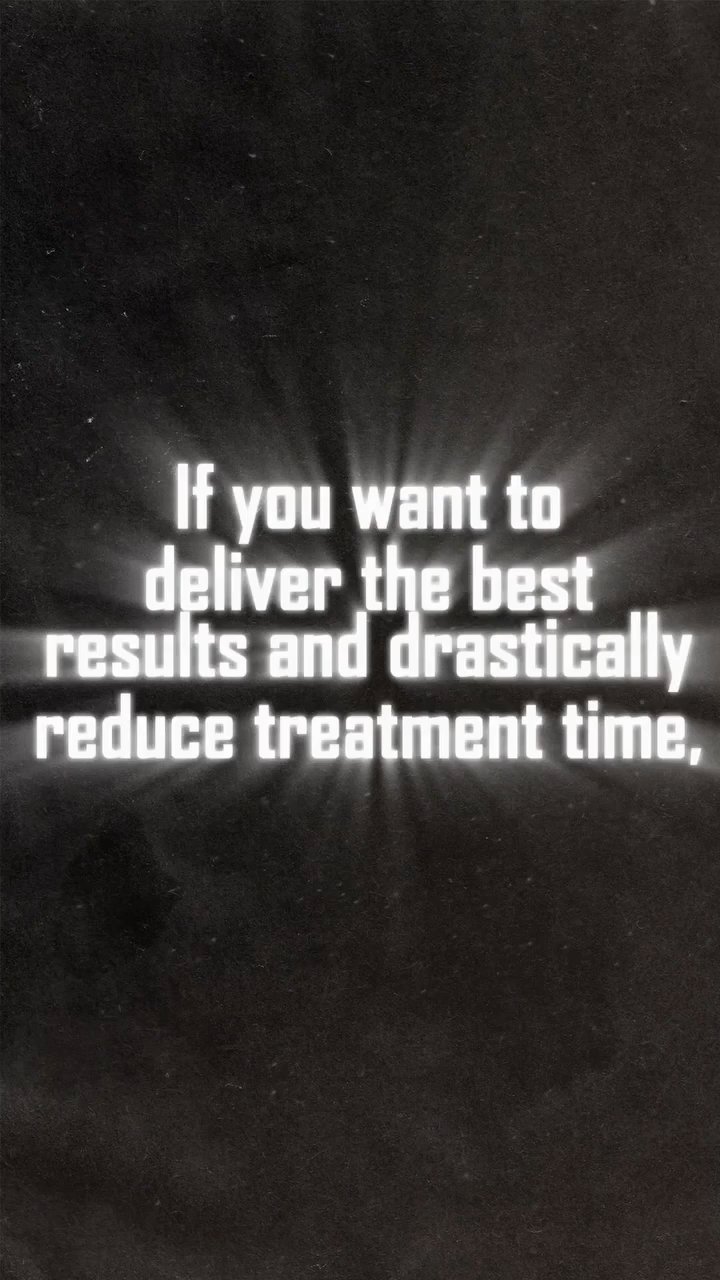 If you want to
deliver the best
results and drastically
reduce treatment time,